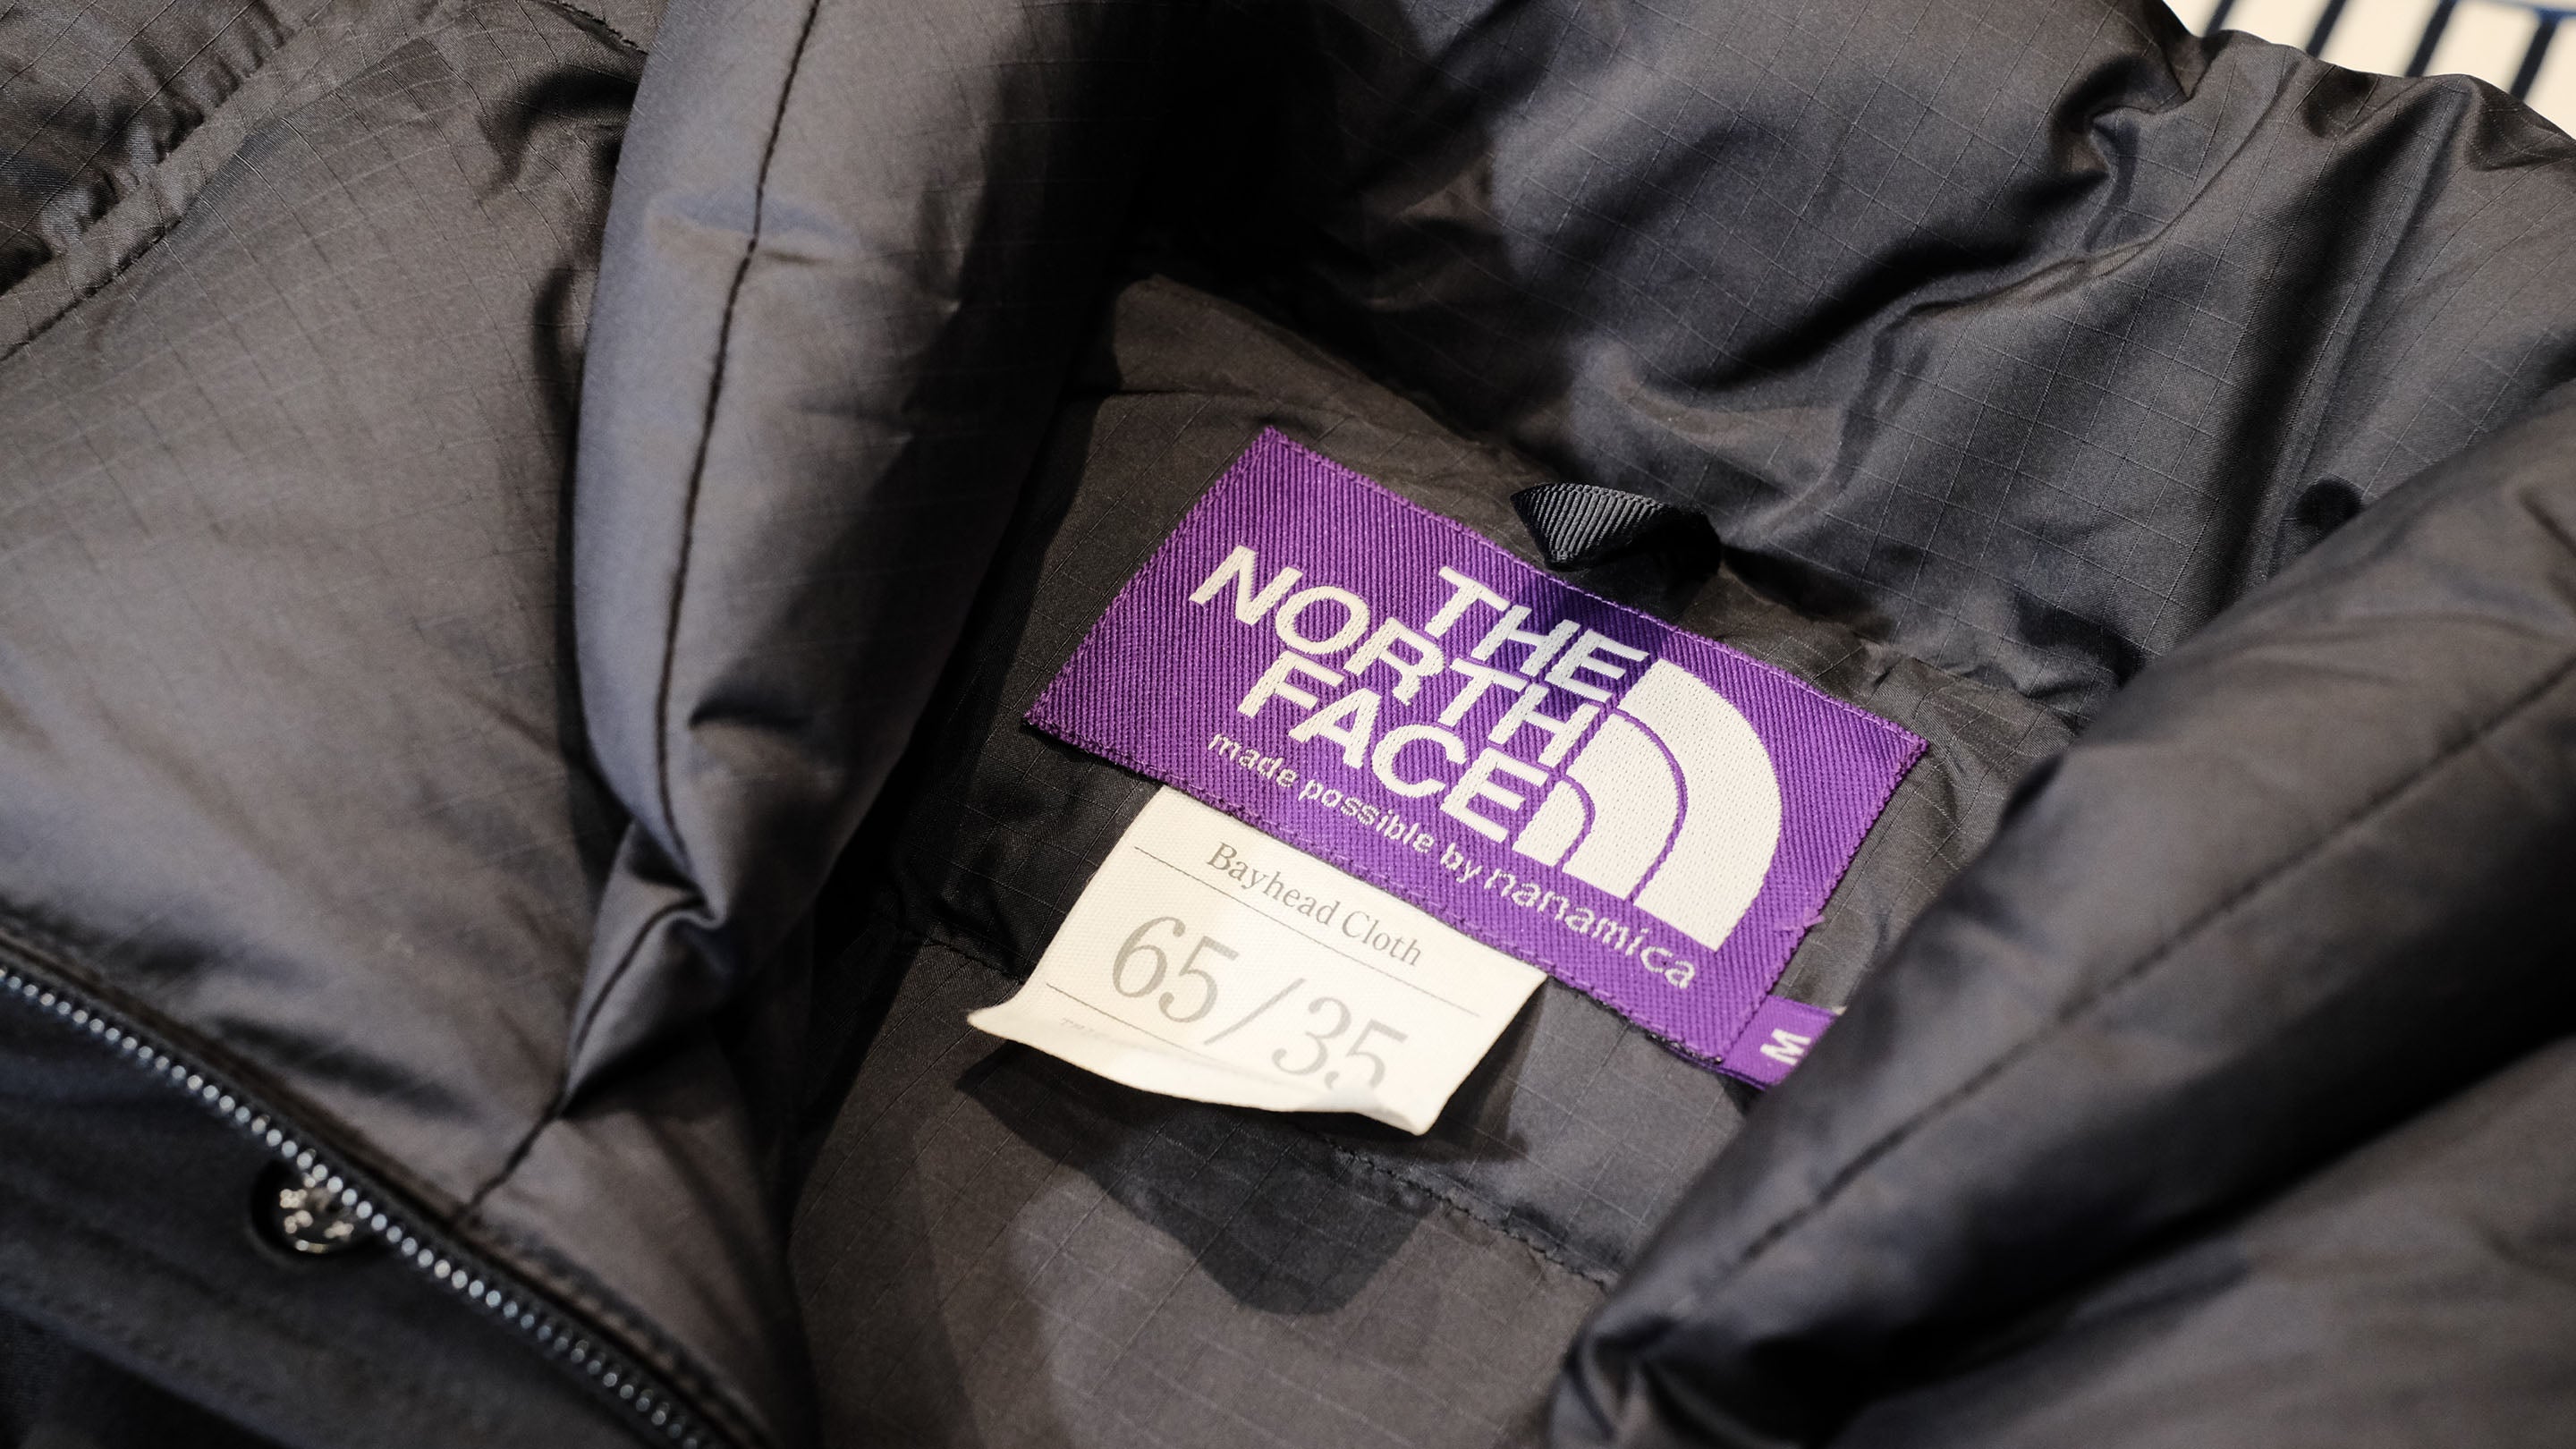 THE
NORTH
FACE
made possible by nanamica
M
Bayhead Cloth
65/35